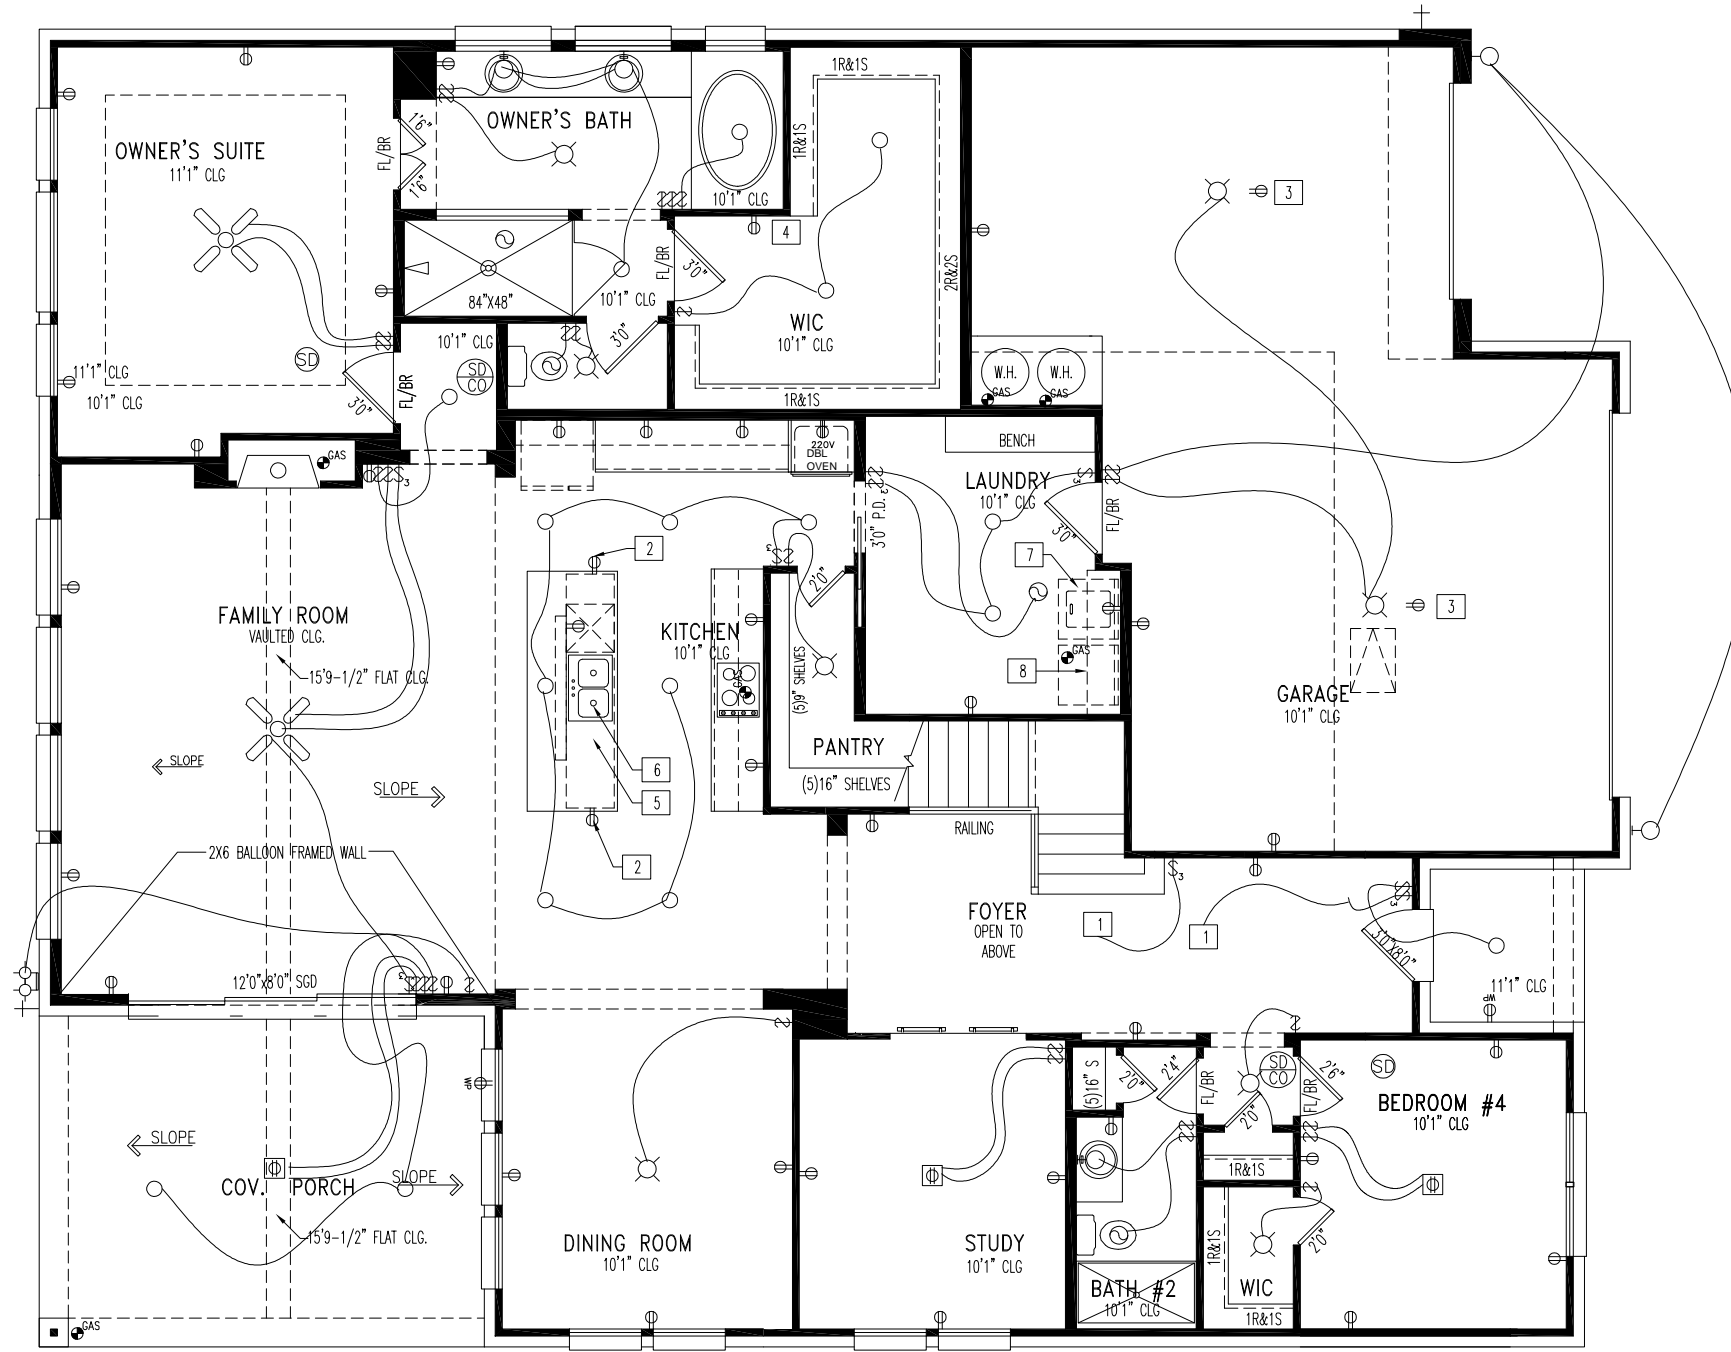 1R&1S
1'6"
OWNER'S BATH
1R&1S
OWNER'S SUITE
11'1" CLG
FL/BR
1'6"
10'1" CLG
3
4
FL/BR
3'0"
2R&2S
84"X48"
10'1" CLG
WIC
10'1" CLG
3'0"
10'1" CLG
SD
11'1" CLG
10'1" CLG
SD
CO
FL/BR
3'0"
W.H.
W.H.
GAS
GAS
1R&1S
220V
DBL
OVEN
BENCH
GAS
3
3
3
LAUNDRY
10'1" CLG
3'0" P.D.
FL/BR
3'0"
2
3
7
2'0"
3
FAMILY ROOM
VAULTED CLG.
KITCHEN
10'1" CLG
15'9-1/2" FLAT CLG.
GAS
GAS
8
(5)9" SHELVES
GARAGE
10'1" CLG
PANTRY
(5)16" SHELVES
SLOPE
SLOPE
6
5
RAILING
2X6 BALLOON FRAMED WALL
2
3
3
FOYER
OPEN TO
ABOVE
1
1
3'0"X8'0"
12'0"x8'0" SGD
3
11'1" CLG
WP
WP
(5)16" S
2'0"
2'4"
FL/BR
SD
CO
2'0"
FL/BR
2'6"
SD
BEDROOM #4
10'1" CLG
SLOPE
SLOPE
COV. PORCH
15'9-1/2" FLAT CLG.
1R&1S
DINING ROOM
10'1" CLG
STUDY
10'1" CLG
1R&1S
2'0"
BATH #2
10'1" CLG
WIC
1R&1S
GAS